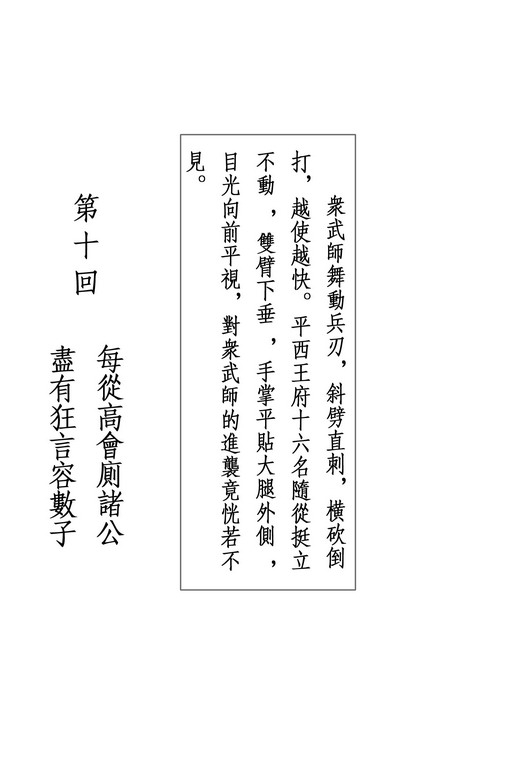 衆武師舞動兵刃，斜劈直刺，橫砍倒
打，越使越快。平西王府十六名隨從挺立
不動，雙臂下垂，手掌平貼大腿外側，
目光向前平視，對衆武師的進襲竟恍若不
見。
第十回
每從高會廁諸公
盡有狂言容數子